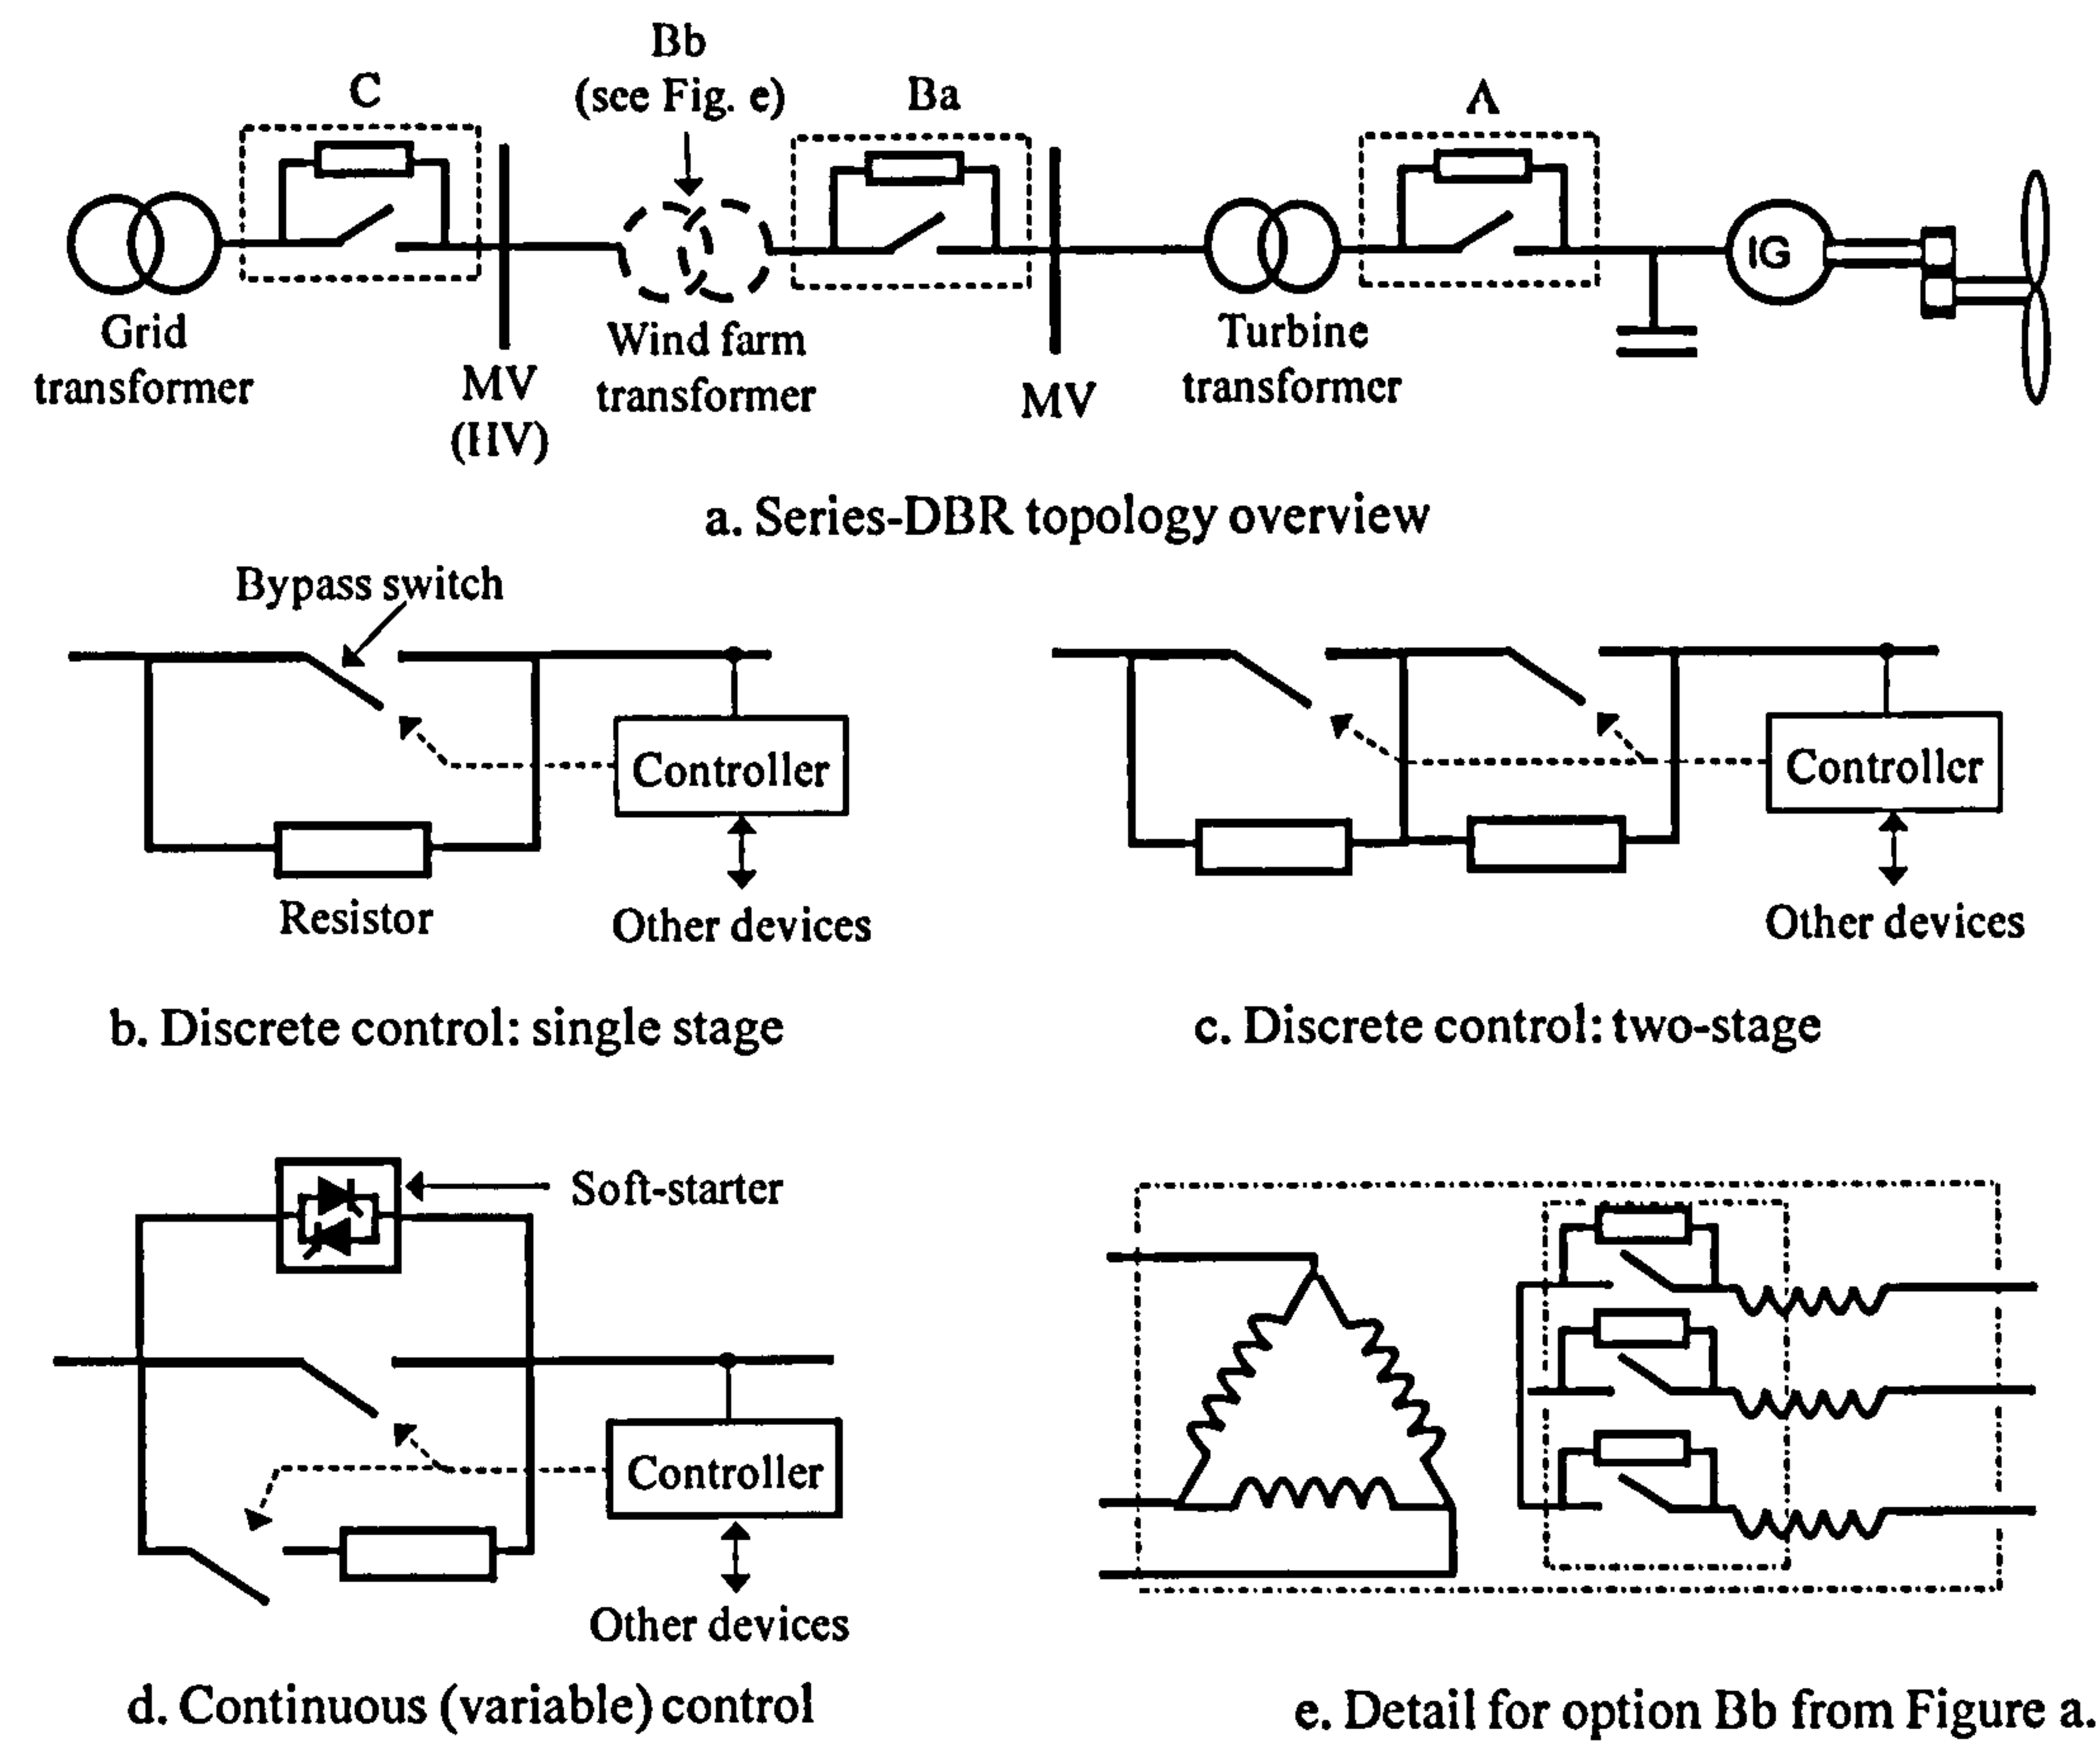 Bb
(see Fig. e)
C
Ba
A
IG
Grid
transformer
MV
(HV)
Wind farm
transformer
MV
Turbine
transformer
a. Series-DBR topology overview
Bypass switch
Controller
Resistor
Other devices
b. Discrete control: single stage
Controller
Other devices
c. Discrete control: two-stage
Soft-starter
Controller
Other devices
d. Continuous (variable) control
e. Detail for option Bb from Figure a.